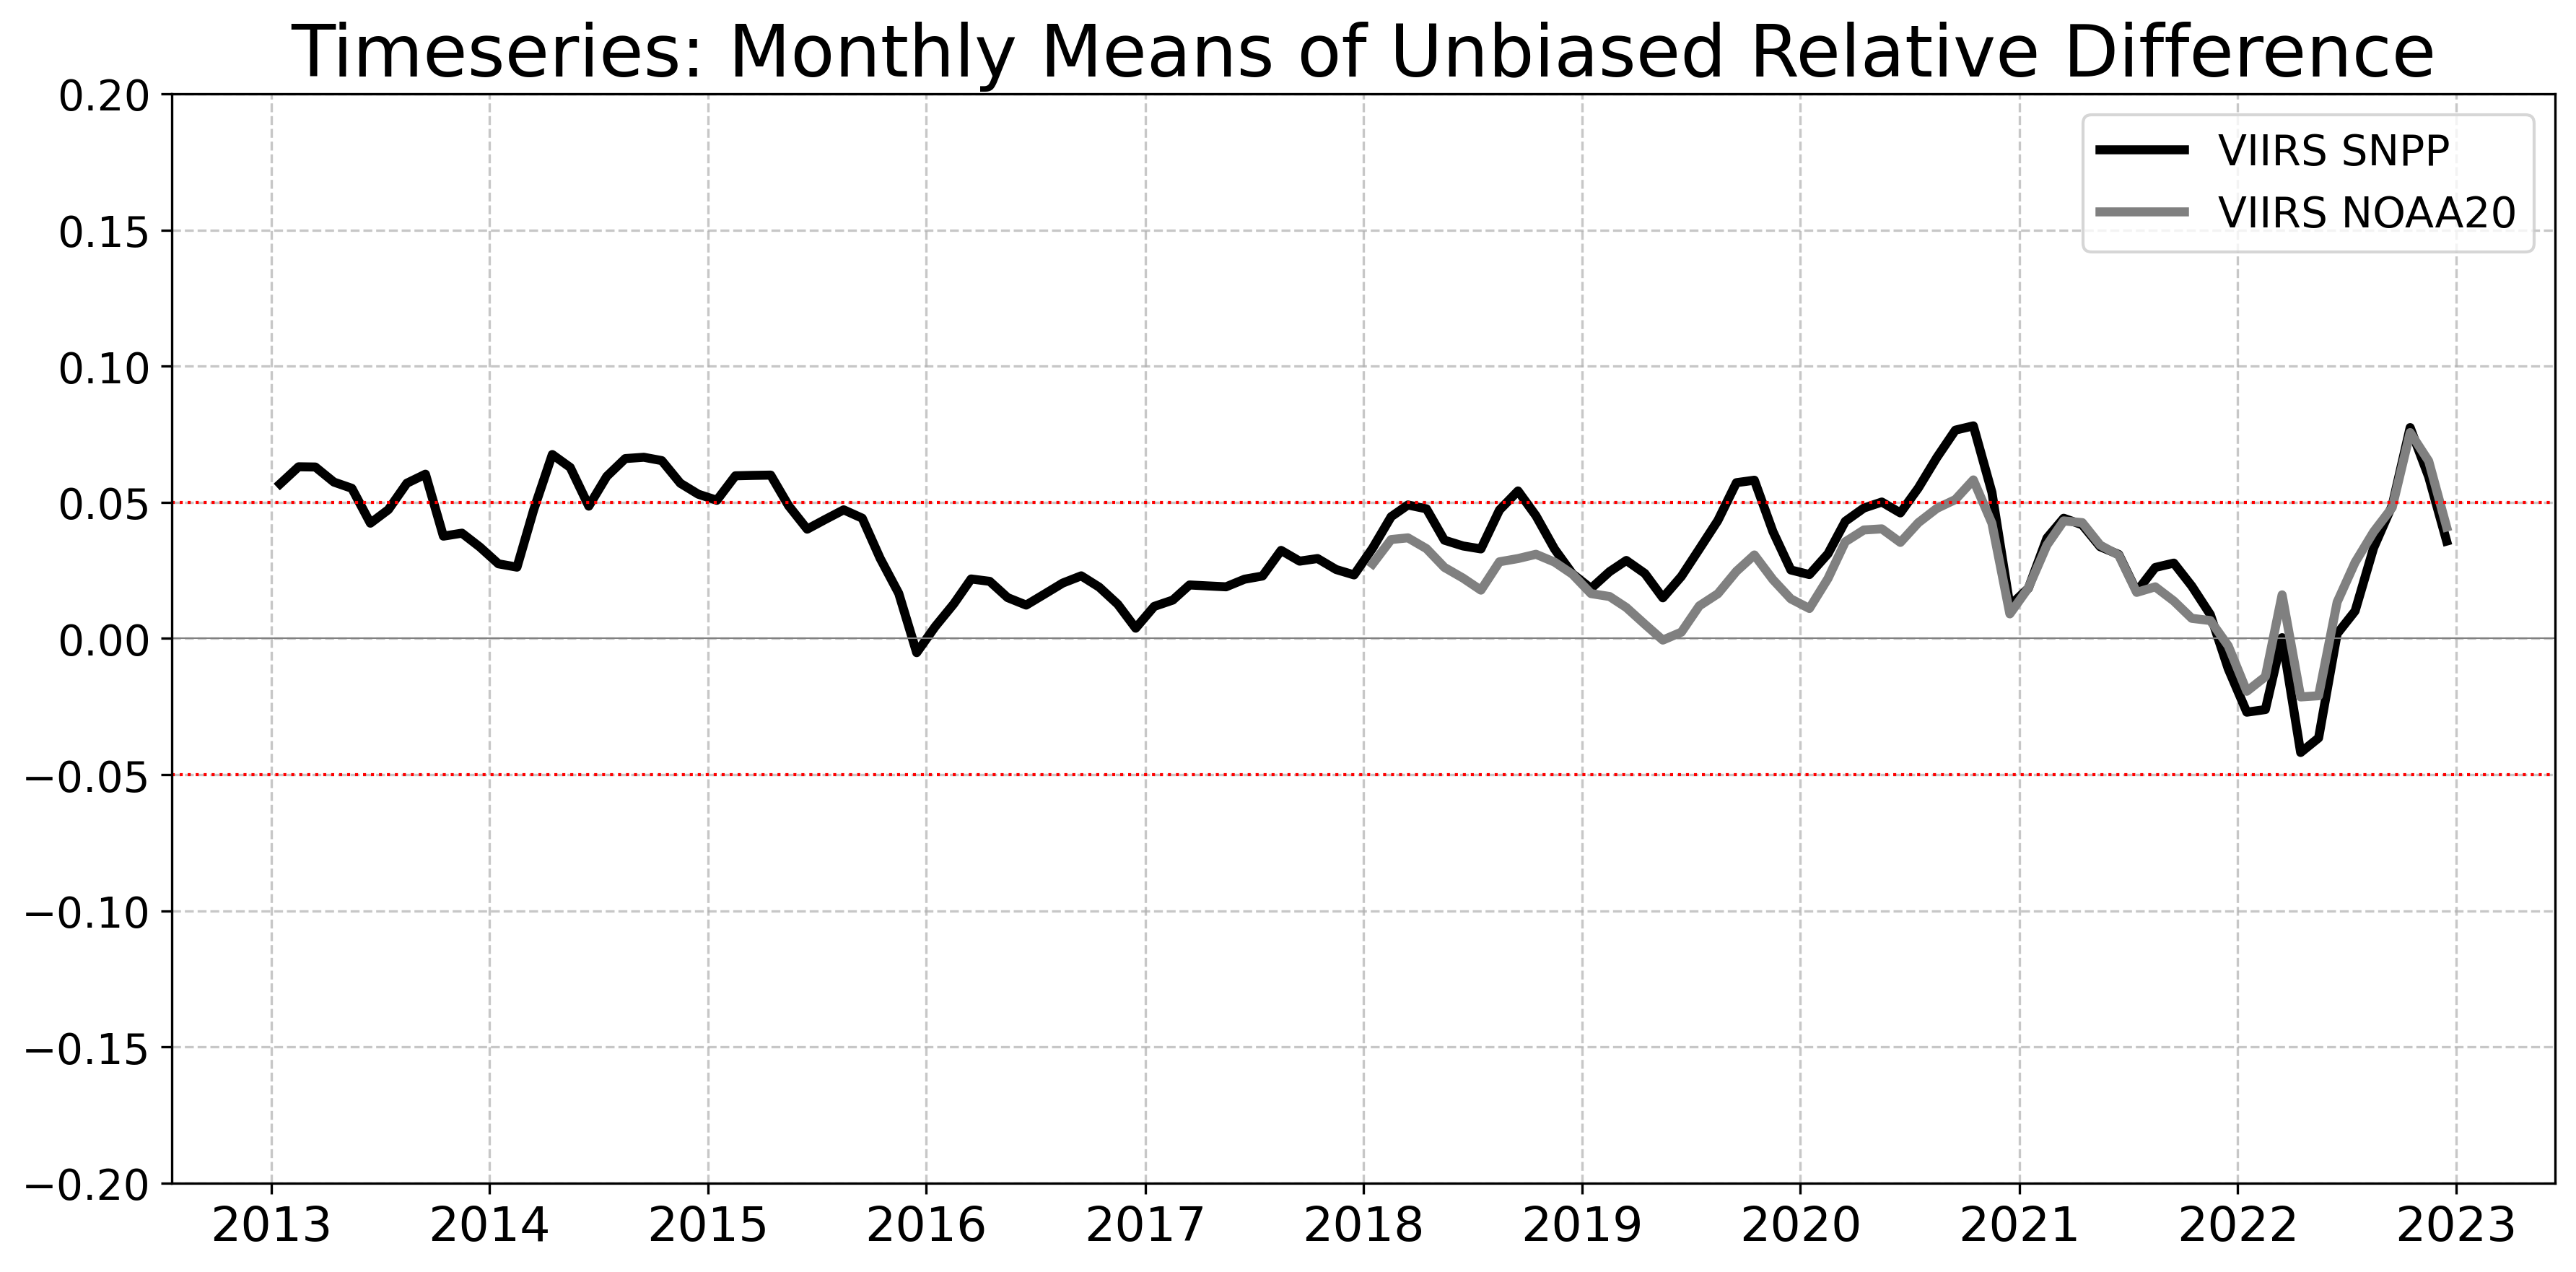 Timeseries: Monthly Means of Unbiased Relative Difference
VIIRS SNPP
VIIRS NOAA20
0.20
0.15
0.10
0.05
0.00
−0.05
−0.10
−0.15
−0.20
2013 2014 2015 2016 2017 2018 2019 2020 2021 2022 2023